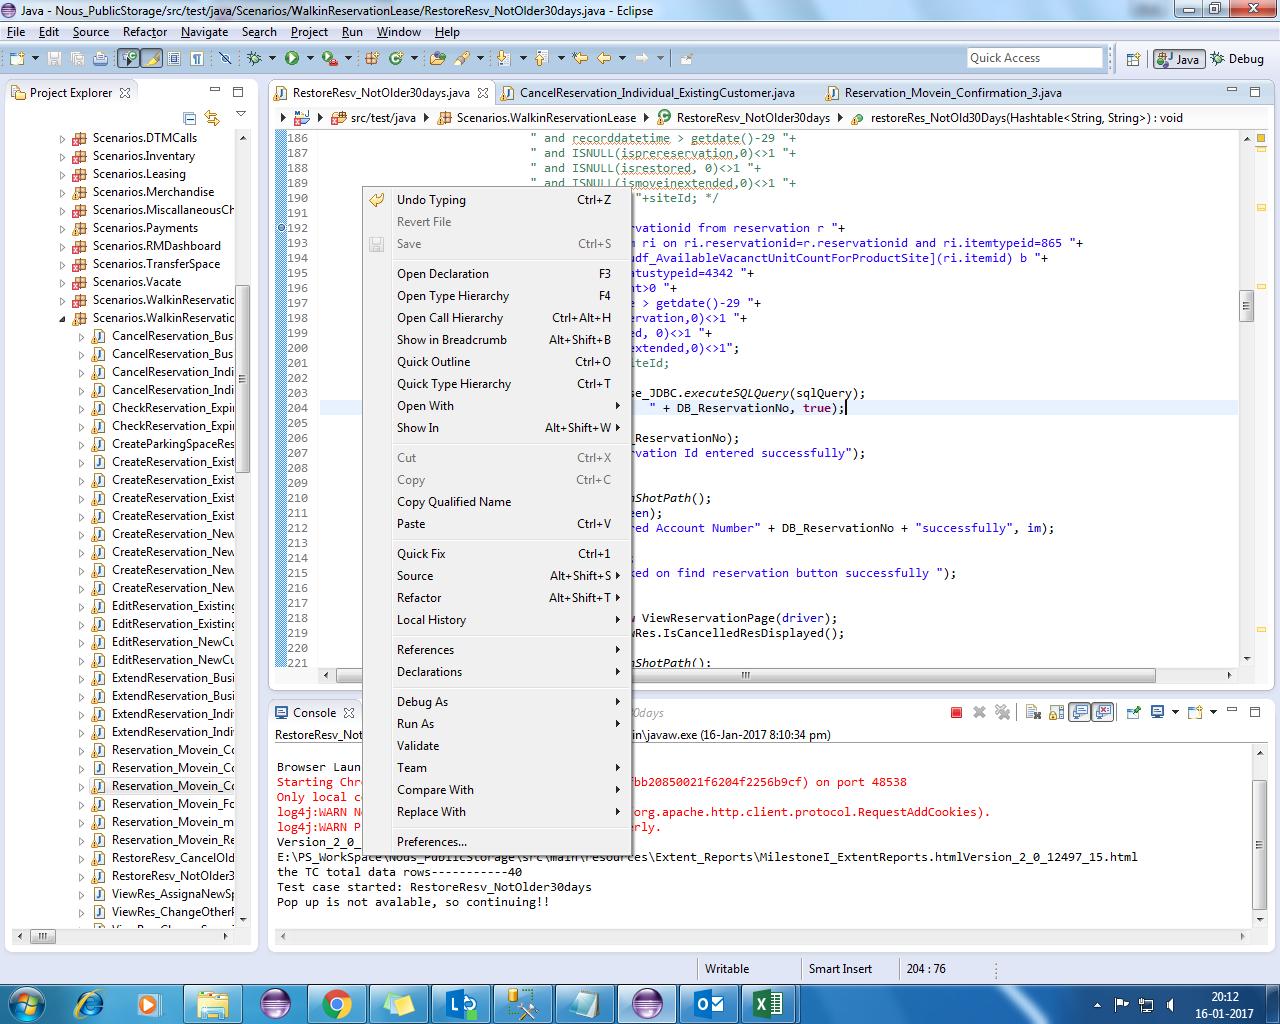 Java - Nous_PublicStorage/src/test/java/Scenarios/WalkinReservationLease/RestoreResv_NotOlder30days.java - Eclipse
File Edit Source Refactor Navigate Search Project Run Window Help
Quick Access
Java
Debug
Project Explorer
Scenarios.DTMCalls
Scenarios.Inventory
Scenarios.Leasing
Scenarios.Merchandise
Scenarios.MiscallaneousCh
Scenarios.Payments
Scenarios.RMDashboard
Scenarios.TransferSpace
Scenarios.Vacate
Scenarios.WalkinReservatio
Scenarios.WalkinReservatio
CancelReservation_Bus
CancelReservation_Bus
CancelReservation_Indi
CancelReservation_Indi
CheckReservation_Expir
CheckReservation_Expir
CreateParkingSpaceRes
CreateReservation_Exist
CreateReservation_Exist
CreateReservation_Exist
CreateReservation_Exist
CreateReservation_New
CreateReservation_New
CreateReservation_New
CreateReservation_New
EditReservation_Existing
EditReservation_Existing
EditReservation_NewCu
EditReservation_NewCu
ExtendReservation_Busi
ExtendReservation_Busi
ExtendReservation_Indi
ExtendReservation_Indi
Reservation_Movein_Co
Reservation_Movein_Co
Reservation_Movein_Co
Reservation_Movein_Fo
Reservation_Movein_m
Reservation_Movein_Re
RestoreResv_CancelOld
RestoreResv_NotOlder3
ViewRes_AssignaNewSp
ViewRes_ChangeOtherP
RestoreResv_NotOlder30days.java
CancelReservation_Individual_ExistingCustomer.java
Reservation_Movein_Confirmation_3.java
src/test/java
Scenarios.WalkinReservationLease
RestoreResv_NotOlder30days
restoreRes_NotOld30Days(Hashtable<String, String>) : void
186 " and recorddatetime > getdate()-29 "+
187 " and ISNULL(isprereservation,0)<>1 "+
188 " and ISNULL(isrestored, 0)<>1 "+
189 " and ISNULL(ismoveinextended,0)<>1 "+
190 "+siteId; */
191
192 rvationid from reservation r "+
193 m ri on ri.reservationid=r.reservationid and ri.itemtypeid=865 "+
194 udf_AvailableVacanctUnitCountForProductSite](ri.itemid) b "+
195 atustypeid=4342 "+
196 nt>0 "+
197 e > getdate()-29 "+
198 ervation,0)<>1 "+
199 ed, 0)<>1 "+
200 extended,0)<>1";
201 iteId;
202
203 se_JDBC.executeSQLQuery(sqlQuery);
204 " + DB_ReservationNo, true);
205
206 _ReservationNo);
207 rvation Id entered successfully");
208
209
210 nShotPath();
211 een);
212 red Account Number" + DB_ReservationNo + "successfully", im);
213
214 ;
215 ked on find reservation button successfully ");
216
217
218 w ViewReservationPage(driver);
219 wRes.IsCancelledResDisplayed();
220
221 nShotPath();
Undo Typing Ctrl+Z
Revert File
Save Ctrl+S
Open Declaration F3
Open Type Hierarchy F4
Open Call Hierarchy Ctrl+Alt+H
Show in Breadcrumb Alt+Shift+B
Quick Outline Ctrl+O
Quick Type Hierarchy Ctrl+T
Open With
Show In Alt+Shift+W
Cut Ctrl+X
Copy Ctrl+C
Copy Qualified Name
Paste Ctrl+V
Quick Fix Ctrl+1
Source Alt+Shift+S
Refactor Alt+Shift+T
Local History
References
Declarations
Debug As
Run As
Validate
Team
Compare With
Replace With
Preferences...
Console
0days
RestoreResv_Not in\javaw.exe (16-Jan-2017 8:10:34 pm)
Browser Laun
Starting Chr fbb20850021f6204f2256b9cf) on port 48538
Only local c
log4j:WARN N org.apache.http.client.protocol.RequestAddCookies).
log4j:WARN P erly.
Version_2_0_
E:\PS_WorkSpace\Nous_PublicStorage\src\main\resources\Extent_Reports\MilestoneI_ExtentReports.htmlVersion_2_0_12497_15.html
the TC total data rows-----------40
Test case started: RestoreResv_NotOlder30days
Pop up is not avalable, so continuing!!
Writable
Smart Insert
204 : 76
20:12
16-01-2017